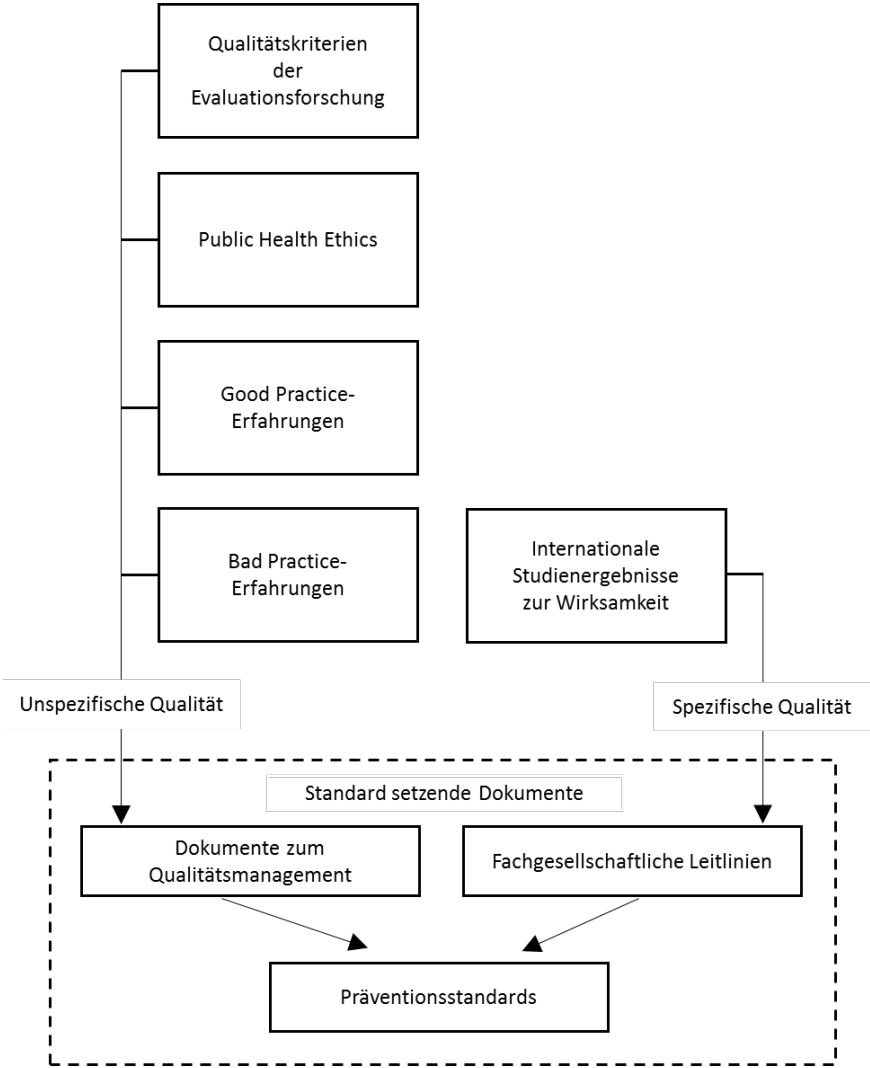 Qualitätskriterien
der
Evaluationsforschung
Public Health Ethics
Good Practice-
Erfahrungen
Bad Practice-
Erfahrungen
Internationale
Studienergebnisse
zur Wirksamkeit
Unspezifische Qualität
Spezifische Qualität
Standard setzende Dokumente
Dokumente zum
Qualitätsmanagement
Fachgesellschaftliche Leitlinien
Präventionsstandards